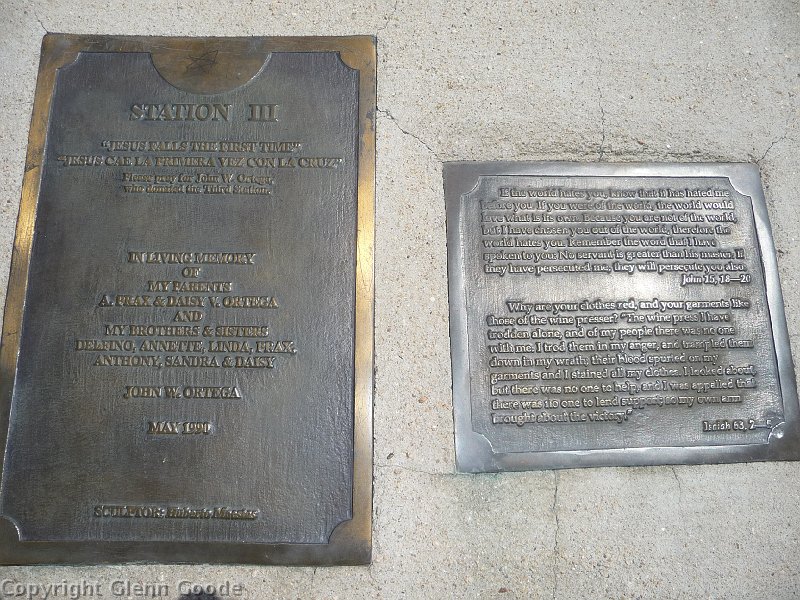 STATION III
"JESUS FALLS THE FIRST TIME"
"JESUS CAE LA PRIMERA VEZ CON LA CRUZ"
Please pray for John W. Ortega,
who donated the Third Station.
IN LIVING MEMORY
OF
MY PARENTS
A. PRAX & DAISY V. ORTEGA
AND
MY BROTHERS & SISTERS
DELFINO, ANNETTE, LINDA, PRAX,
ANTHONY, SANDRA & DAISY
JOHN W. ORTEGA
MAY 1990
SCULPTOR: Huberto Maestas
If the world hates you, know that it has hated me
before you. If you were of the world, the world would
love what is its own. Because you are not of the world,
but I have chosen you out of the world, therefore the
world hates you. Remember the word that I have
spoken to you: No servant is greater than his master. If
they have persecuted me, they will persecute you also.
John 15, 18—20
Why are your clothes red, and your garments like
those of the wine presser? "The wine press I have
trodden alone, and of my people there was no one
with me. I trod them in my anger, and trampled them
down in my wrath; their blood spurted on my
garments and I stained all my clothes. I looked about,
but there was no one to help, and I was appalled that
there was no one to lend support; so my own arm
brought about the victory."
Isaiah 63, 2—5
Copyright Glenn Goode